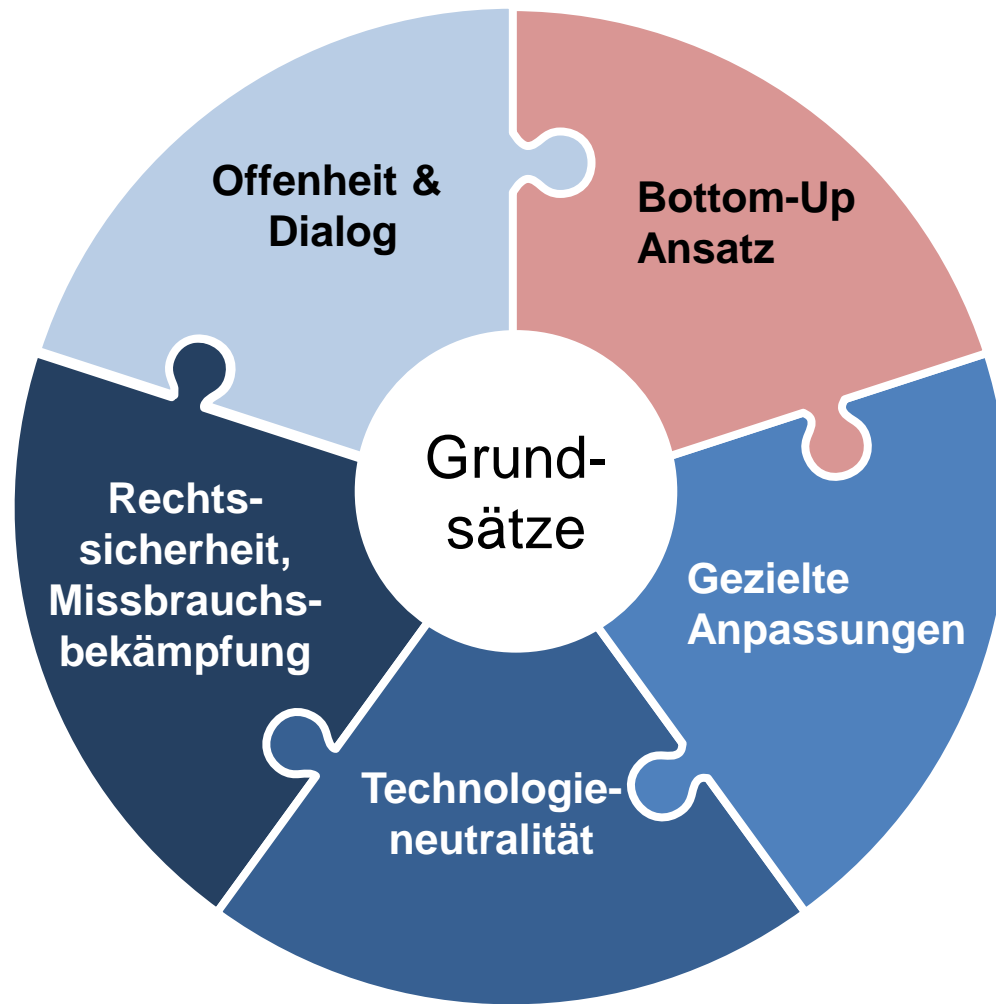 Offenheit &
Dialog
Bottom-Up
Ansatz
Grund-
sätze
Rechts-
sicherheit,
Missbrauchs-
bekämpfung
Gezielte
Anpassungen
Technologie-
neutralität